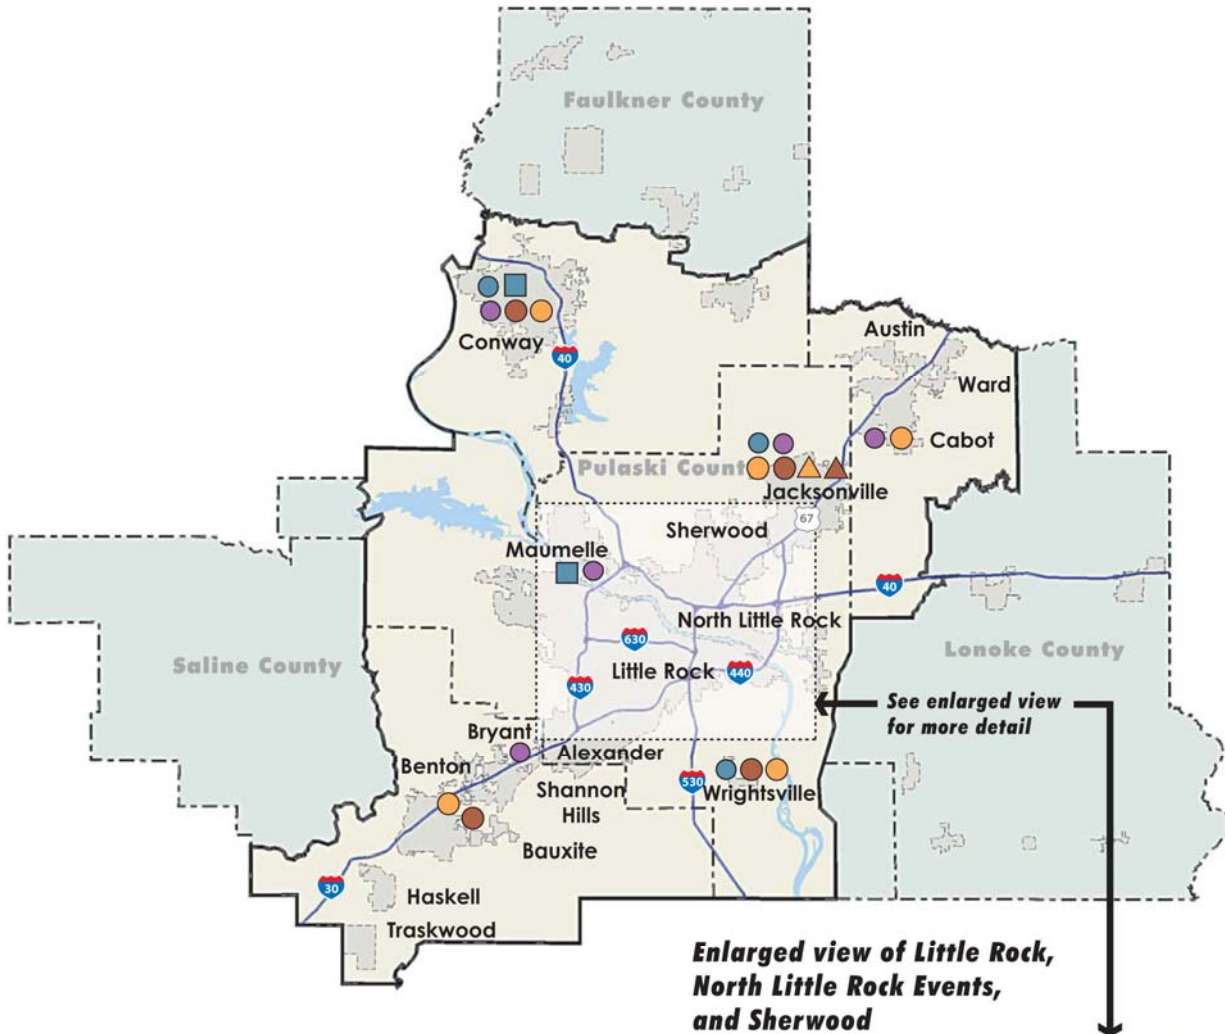 Faulkner County
Conway
40
Austin
Ward
Cabot
Pulaski Count
Jacksonville
67
Sherwood
Maumelle
40
North Little Rock
630
Saline County
Little Rock
440
Lonoke County
430
See enlarged view
for more detail
Bryant
Alexander
Benton
530
Wrightsville
Shannon
Hills
Bauxite
30
Haskell
Traskwood
Enlarged view of Little Rock,
North Little Rock Events,
and Sherwood